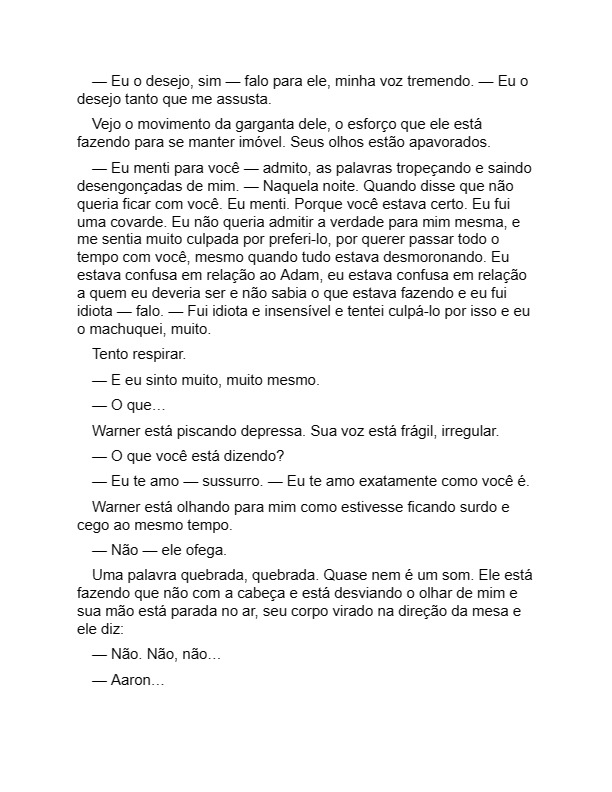 — Eu o desejo, sim — falo para ele, minha voz tremendo. — Eu o
desejo tanto que me assusta.
Vejo o movimento da garganta dele, o esforço que ele está
fazendo para se manter imóvel. Seus olhos estão apavorados.
— Eu menti para você — admito, as palavras tropeçando e saindo
desengonçadas de mim. — Naquela noite. Quando disse que não
queria ficar com você. Eu menti. Porque você estava certo. Eu fui
uma covarde. Eu não queria admitir a verdade para mim mesma, e
me sentia muito culpada por preferi-lo, por querer passar todo o
tempo com você, mesmo quando tudo estava desmoronando. Eu
estava confusa em relação ao Adam, eu estava confusa em relação
a quem eu deveria ser e não sabia o que estava fazendo e eu fui
idiota — falo. — Fui idiota e insensível e tentei culpá-lo por isso e eu
o machuquei, muito.
Tento respirar.
— E eu sinto muito, muito mesmo.
— O que…
Warner está piscando depressa. Sua voz está frágil, irregular.
— O que você está dizendo?
— Eu te amo — sussurro. — Eu te amo exatamente como você é.
Warner está olhando para mim como estivesse ficando surdo e
cego ao mesmo tempo.
— Não — ele ofega.
Uma palavra quebrada, quebrada. Quase nem é um som. Ele está
fazendo que não com a cabeça e está desviando o olhar de mim e
sua mão está parada no ar, seu corpo virado na direção da mesa e
ele diz:
— Não. Não, não…
— Aaron…